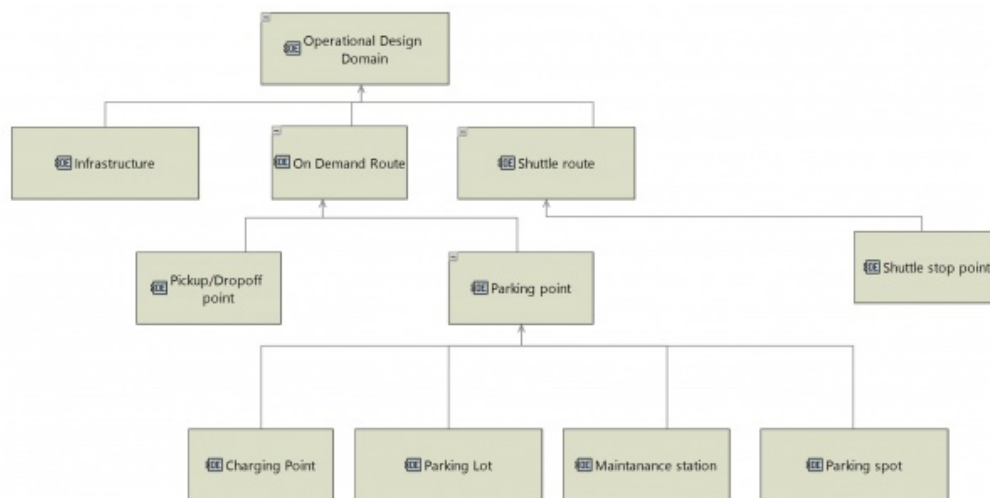 Operational Design
Domain
Infrastructure
On Demand Route
Shuttle route
Pickup/Dropoff
point
Parking point
Shuttle stop point
Charging Point
Parking Lot
Maintanance station
Parking spot